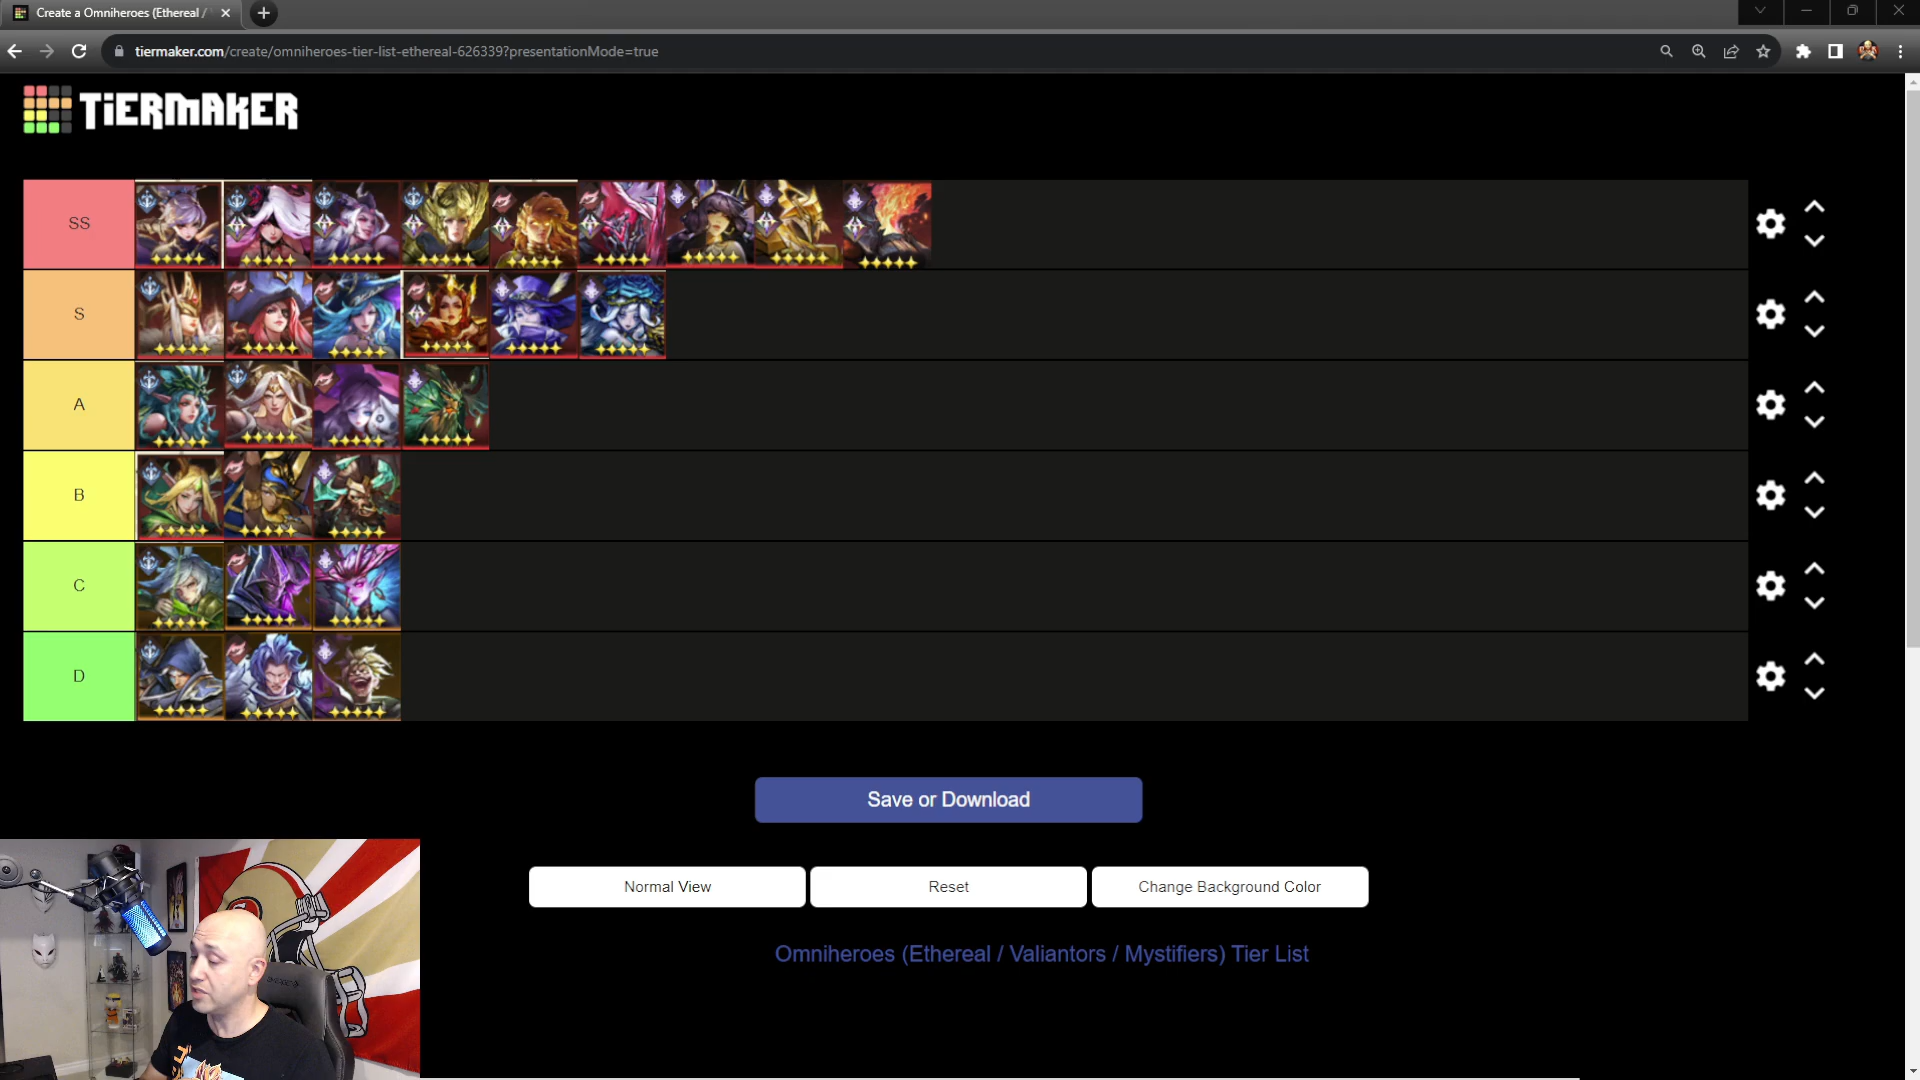 Create a Omniheroes (Ethereal /
tiermaker.com/create/omniheroes-tier-list-ethereal-626339?presentationMode=true
TiERMAKER
SS
S
A
B
C
D
Save or Download
Normal View
Reset
Change Background Color
Omniheroes (Ethereal / Valiantors / Mystifiers) Tier List